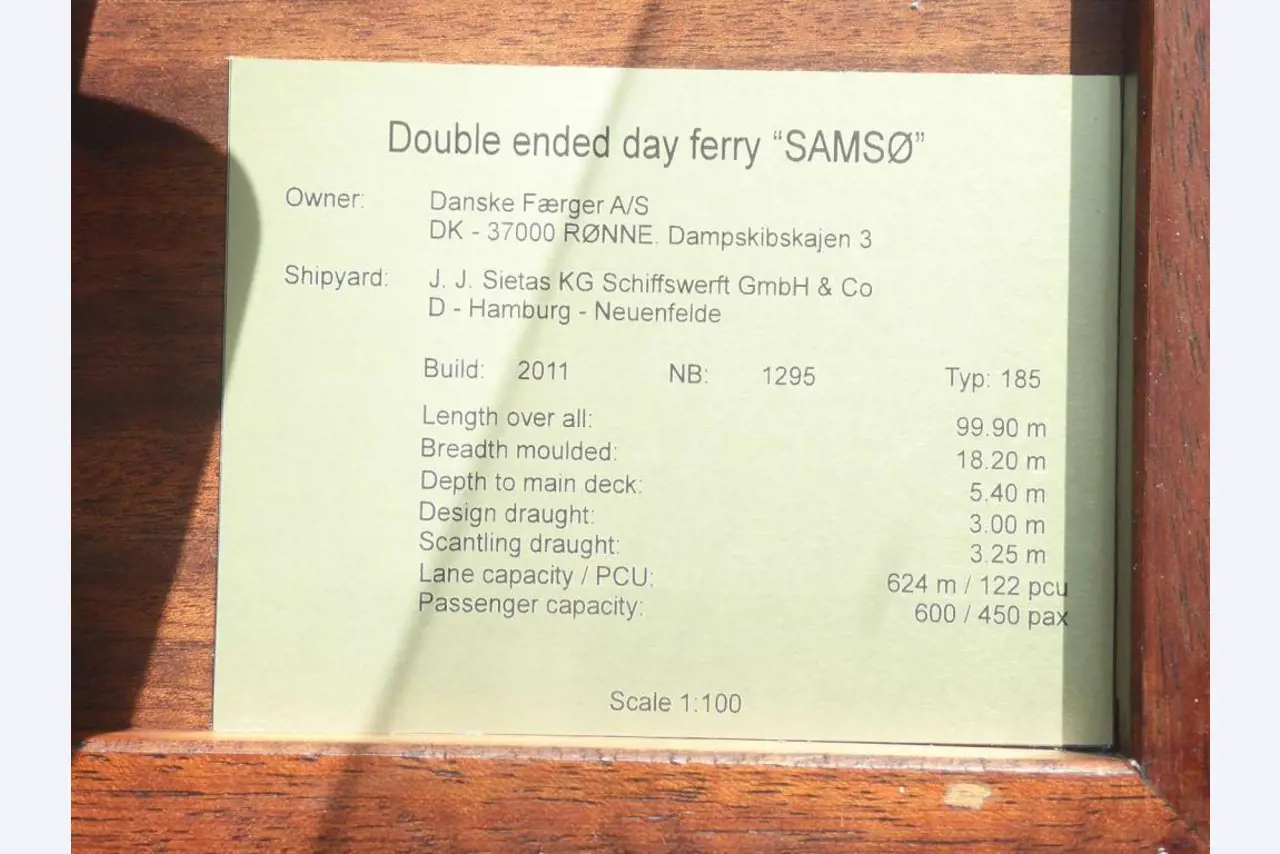 Double ended day ferry “SAMSØ”
Owner: Danske Færger A/S
DK - 37000 RØNNE. Dampskibskajen 3
Shipyard: J. J. Sietas KG Schiffswerft GmbH & Co
D - Hamburg - Neuenfelde
Build: 2011 NB: 1295 Typ: 185
Length over all: 99.90 m
Breadth moulded: 18.20 m
Depth to main deck: 5.40 m
Design draught: 3.00 m
Scantling draught: 3.25 m
Lane capacity / PCU: 624 m / 122 pcu
Passenger capacity: 600 / 450 pax
Scale 1:100